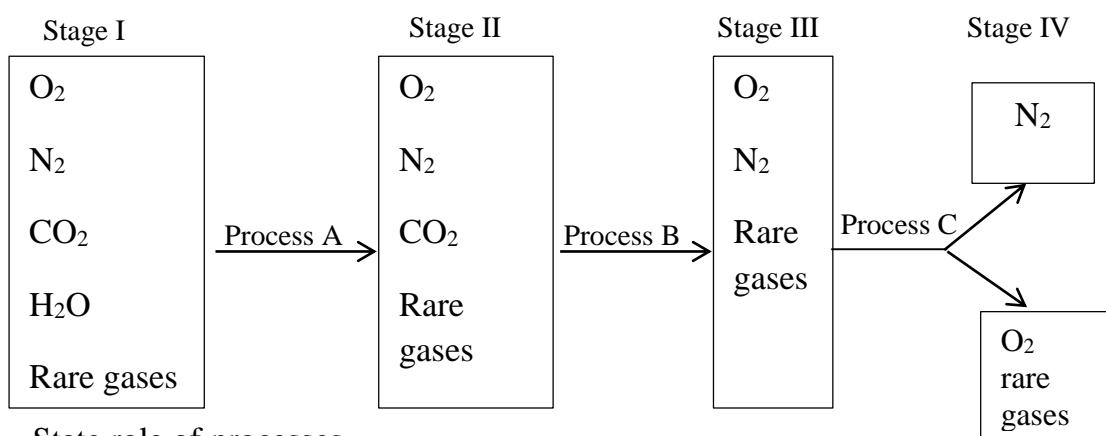 Stage I
Stage II
Stage III
Stage IV
O₂
N₂
CO₂
H₂O
Rare gases
Process A
O₂
N₂
CO₂
Rare
gases
Process B
O₂
N₂
Rare
gases
Process C
N₂
O₂
rare
gases